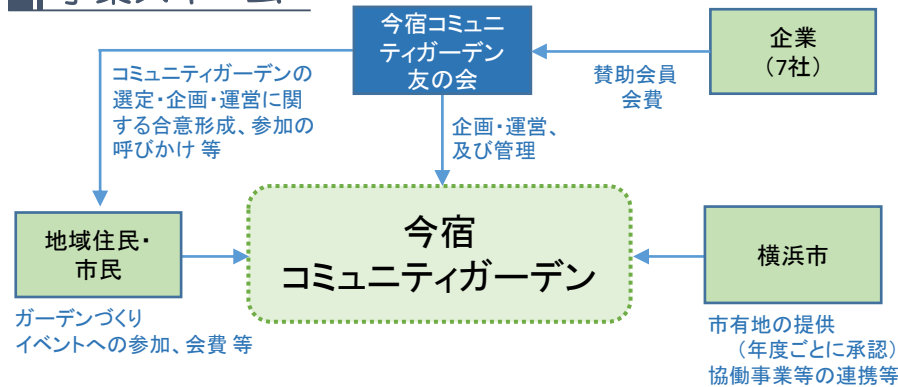 事業スキーム
今宿コミュニ
ティガーデン
友の会
企業
（7社）
賛助会員
会費
コミュニティガーデンの
選定・企画・運営に関
する合意形成、参加の
呼びかけ 等
企画・運営、
及び管理
地域住民・
市民
今宿
コミュニティガーデン
横浜市
ガーデンづくり
イベントへの参加、会費 等
市有地の提供
（年度ごとに承認）
協働事業等の連携等